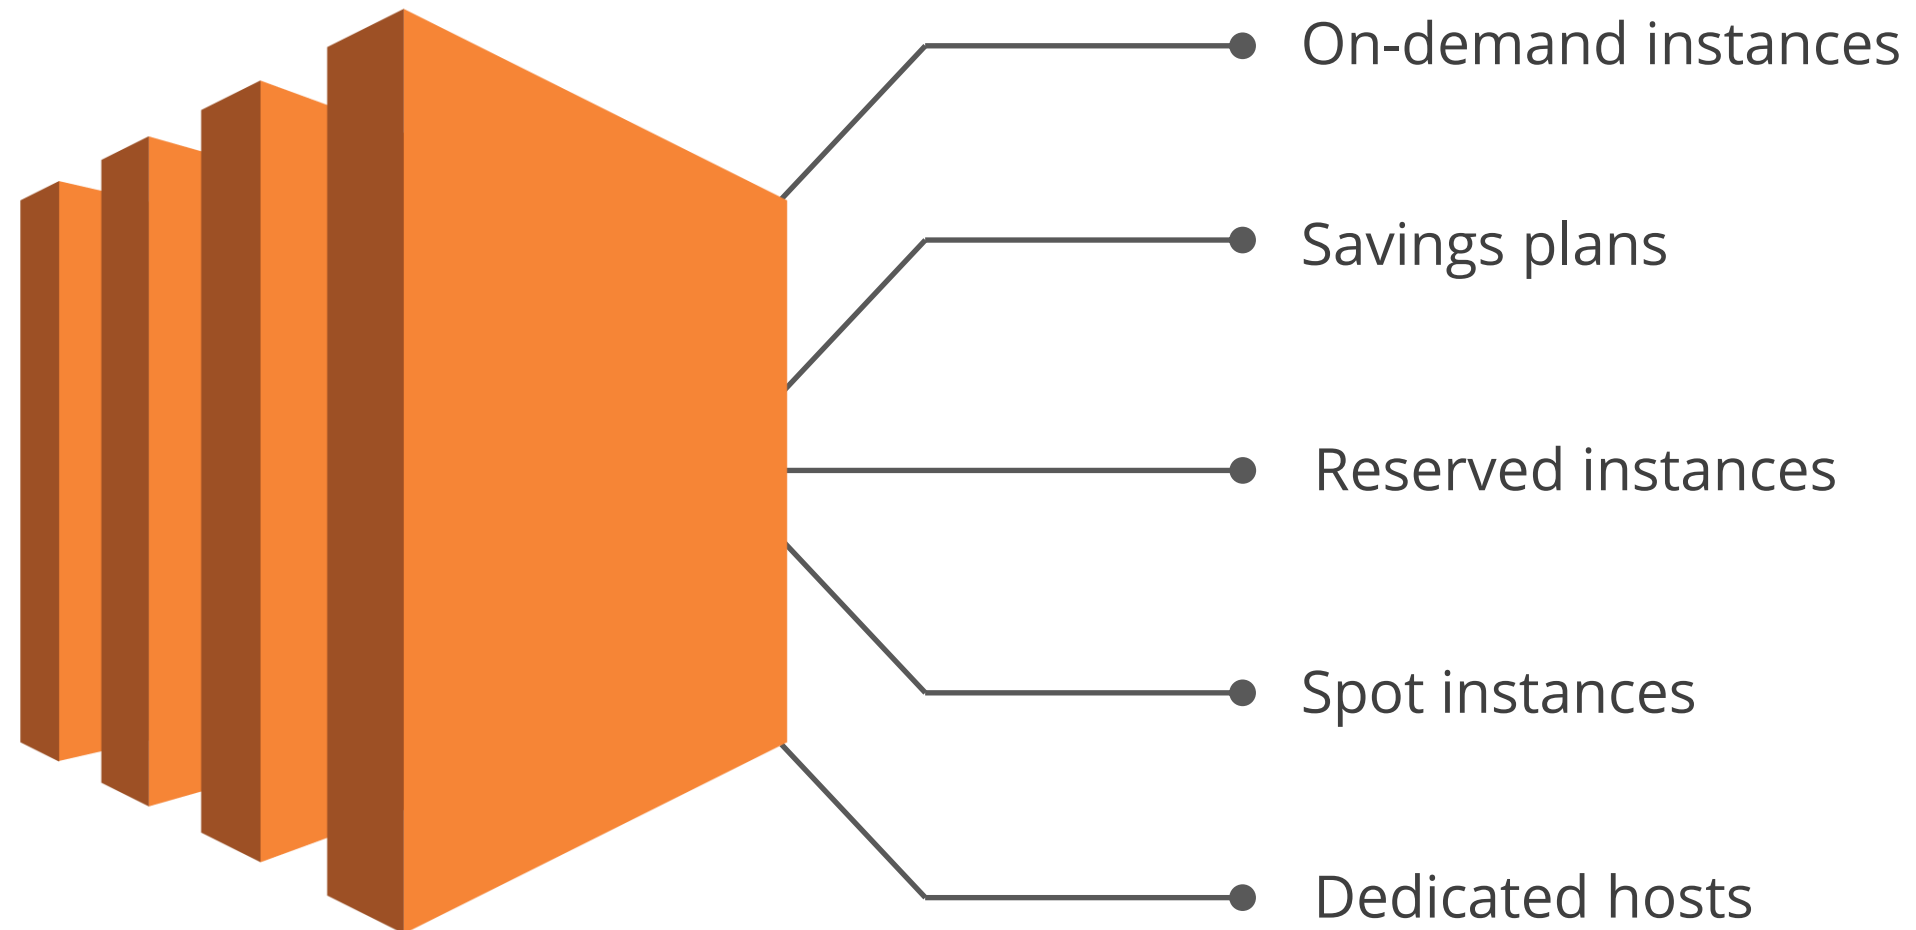 On-demand instances
Savings plans
Reserved instances
Spot instances
Dedicated hosts